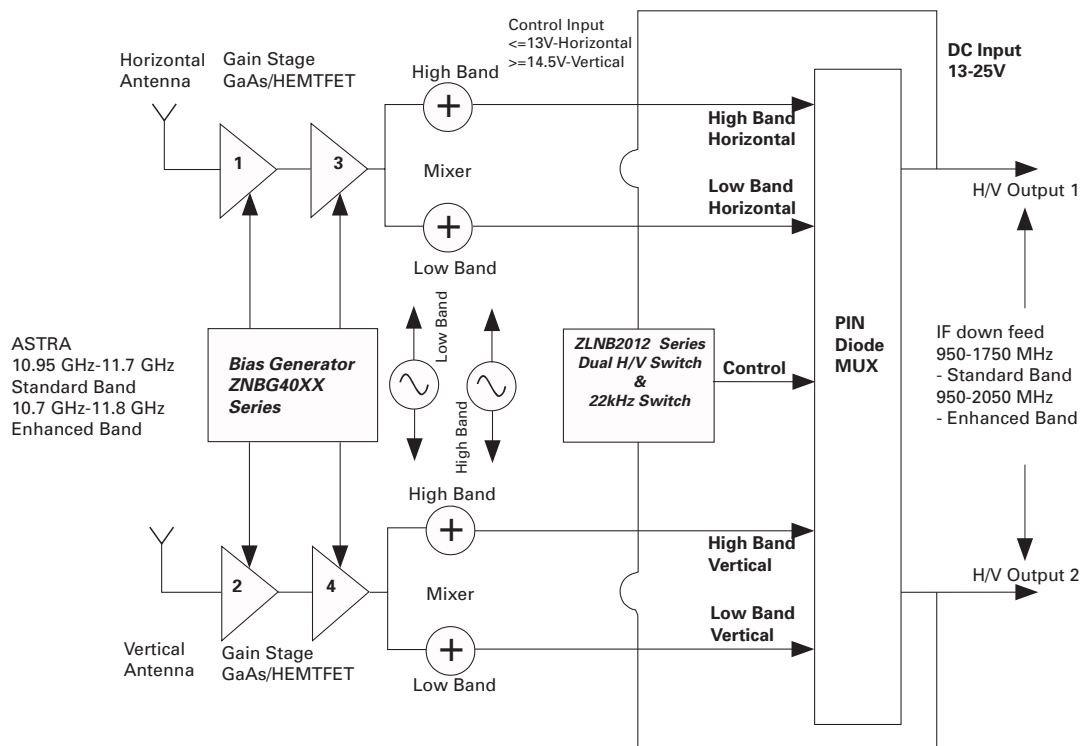 Control Input
<=13V-Horizontal
>=14.5V-Vertical
DC Input
13-25V
Horizontal
Antenna
Gain Stage
GaAs/HEMTFET
High Band
1
3
Mixer
High Band
Horizontal
Low Band
Horizontal
Low Band
H/V Output 1
ASTRA
10.95 GHz-11.7 GHz
Standard Band
10.7 GHz-11.8 GHz
Enhanced Band
Bias Generator
ZNBG40XX
Series
Low Band
High Band
ZLNB2012 Series
Dual H/V Switch
&
22kHz Switch
Control
PIN
Diode
MUX
IF down feed
950-1750 MHz
- Standard Band
950-2050 MHz
- Enhanced Band
High Band
2
4
Mixer
High Band
Vertical
Low Band
Vertical
Low Band
H/V Output 2
Vertical
Antenna
Gain Stage
GaAs/HEMTFET